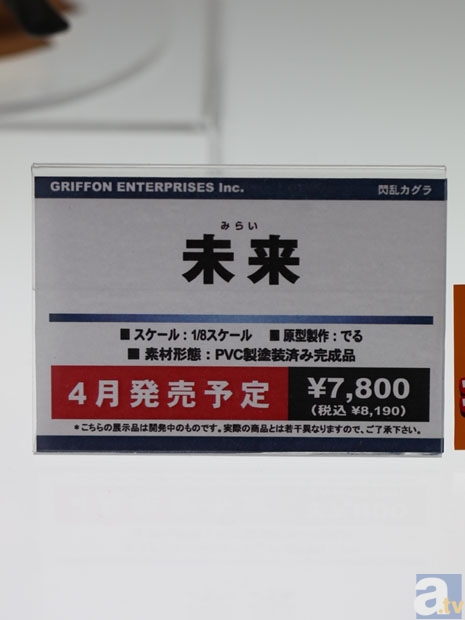 GRIFFON ENTERPRISES Inc. 閃乱カグラ
みらい
未来
■ スケール：1/8スケール ■ 原型製作：でる
■ 素材形態：PVC製塗装済み完成品
4月発売予定 ¥7,800
（税込 ¥8,190）
＊こちらの展示品は開発中のものです。実際の商品とは若干異なりますので、ご了承下さい。
a.tv